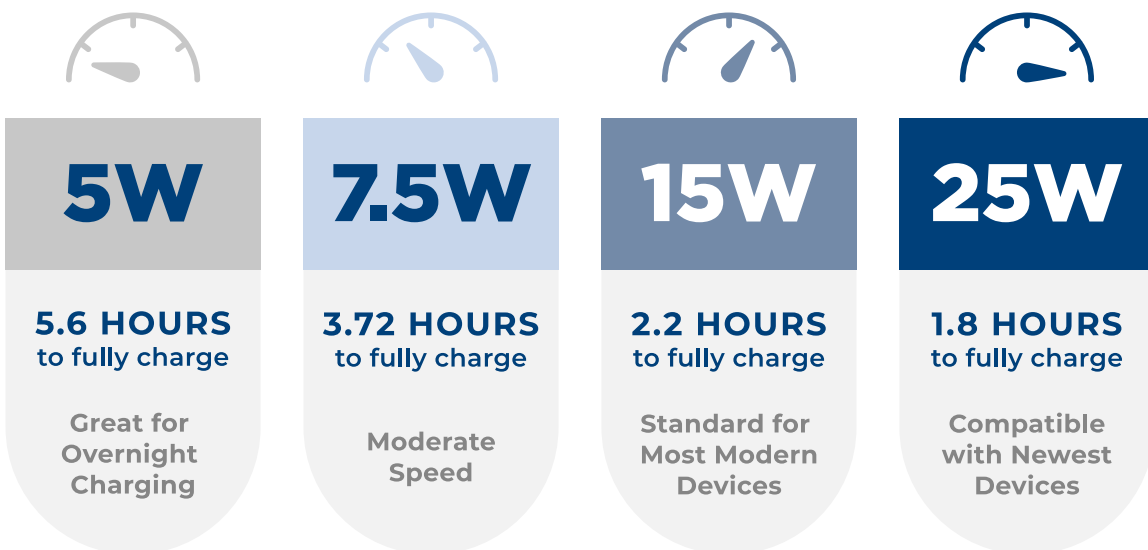 5W
5.6 HOURS
to fully charge
Great for
Overnight
Charging
7.5W
3.72 HOURS
to fully charge
Moderate
Speed
15W
2.2 HOURS
to fully charge
Standard for
Most Modern
Devices
25W
1.8 HOURS
to fully charge
Compatible
with Newest
Devices